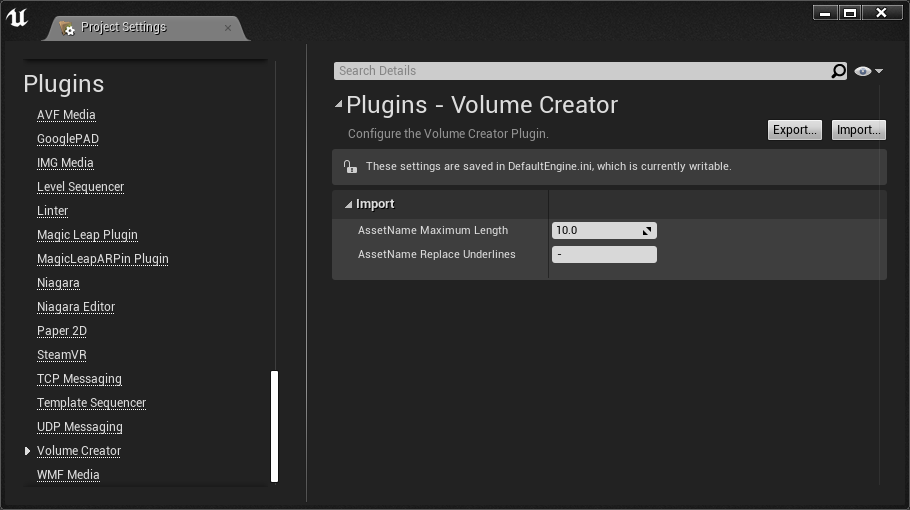 Project Settings
Plugins
AVF Media
GooglePAD
IMG Media
Level Sequencer
Linter
Magic Leap Plugin
MagicLeapARPin Plugin
Niagara
Niagara Editor
Paper 2D
SteamVR
TCP Messaging
Template Sequencer
UDP Messaging
Volume Creator
WMF Media
Search Details
Plugins - Volume Creator
Configure the Volume Creator Plugin.
Export... Import...
These settings are saved in DefaultEngine.ini, which is currently writable.
Import
AssetName Maximum Length 10.0
AssetName Replace Underlines -